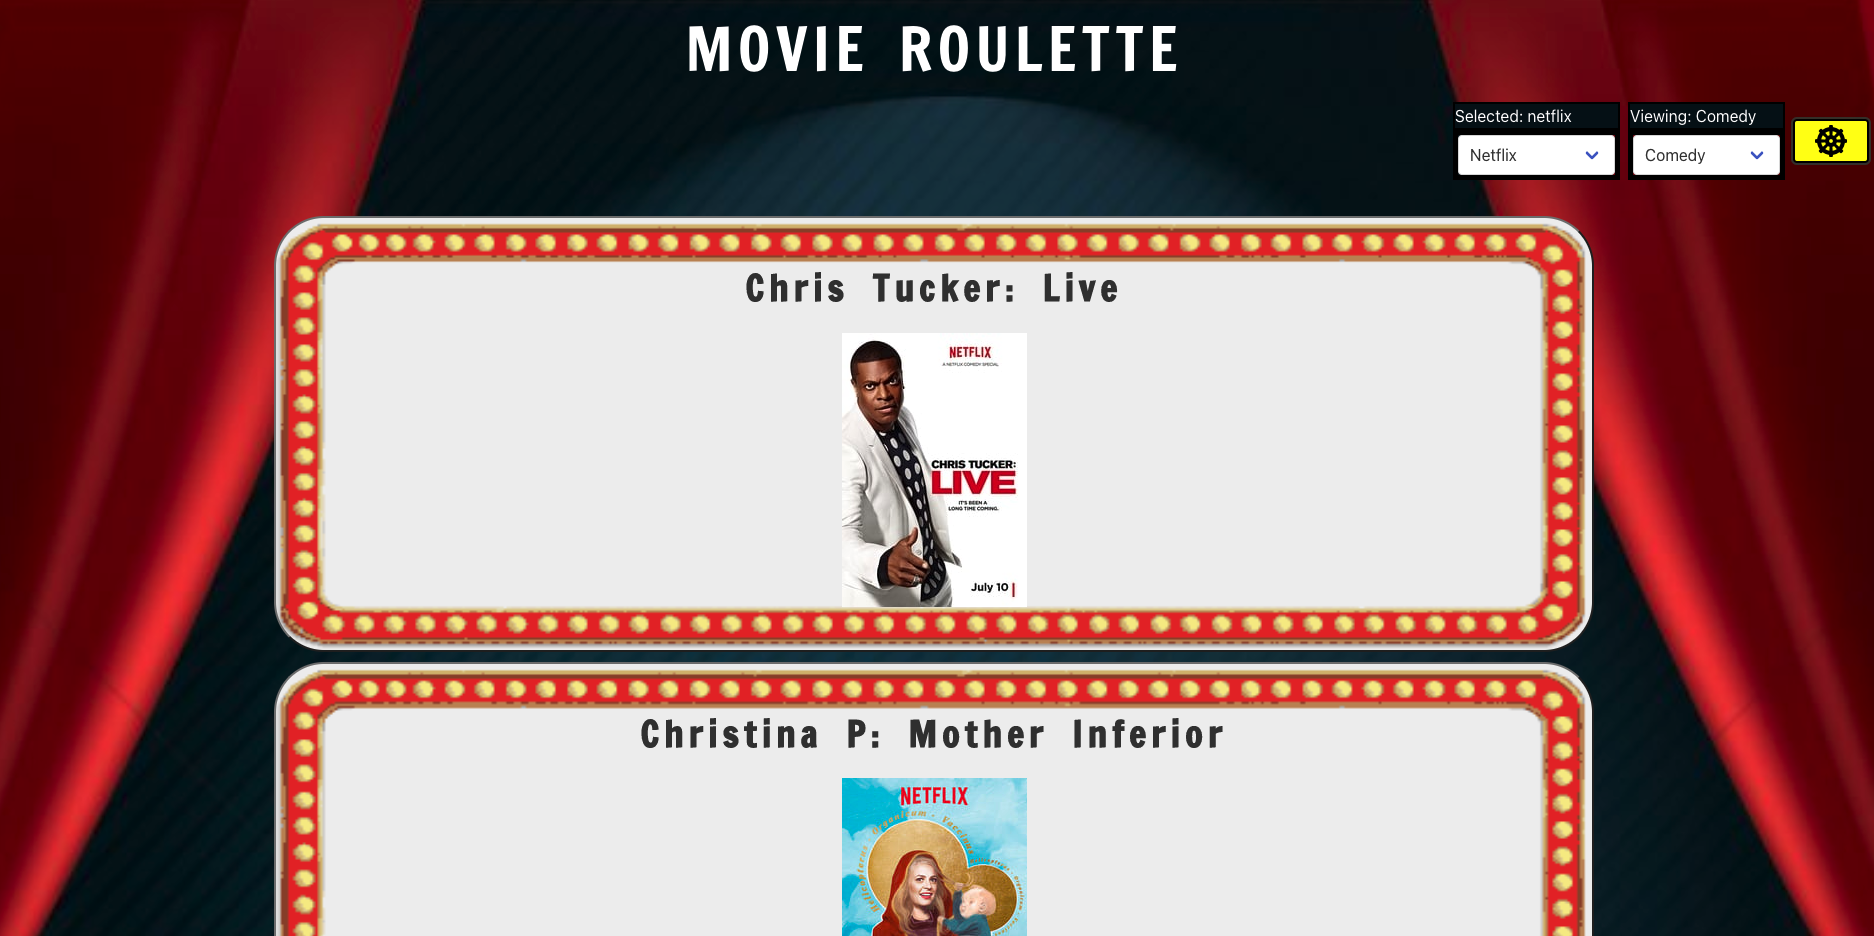 MOVIE ROULETTE
Selected: netflix
Viewing: Comedy
Netflix
Comedy
Chris Tucker: Live
NETFLIX
A NETFLIX COMEDY SPECIAL
CHRIS TUCKER:
LIVE
IT'S BEEN A
LONG TIME COMING.
July 10
Christina P: Mother Inferior
NETFLIX